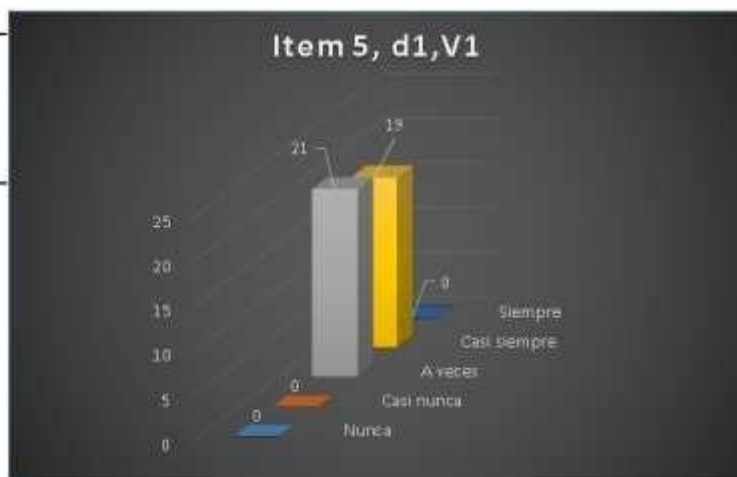 Item 5, d1,V1
21
19
25
20
15
10
5
0
0
0
0
Siempre
Casi siempre
A veces
Casi nunca
Nunca